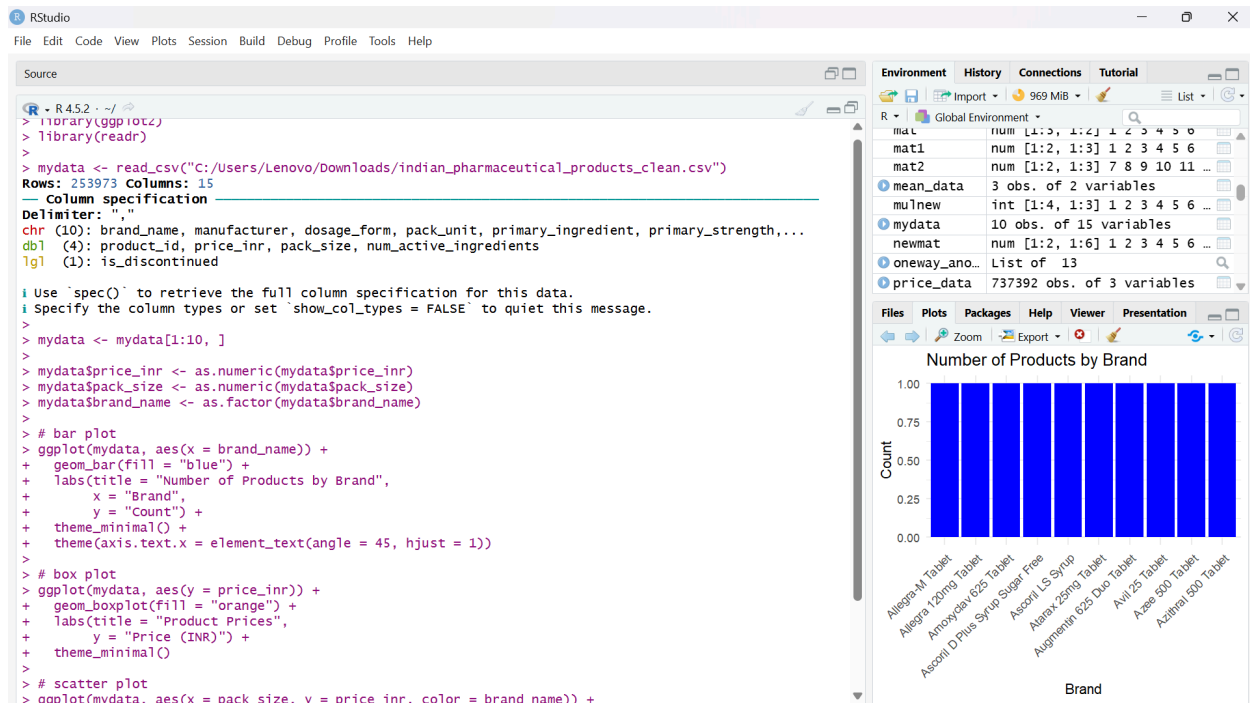 RStudio
File Edit Code View Plots Session Build Debug Profile Tools Help
Source
R 4.5.2 · ~/
> library(ggplot2)
> library(readr)
>
> mydata <- read_csv("C:/Users/Lenovo/Downloads/indian_pharmaceutical_products_clean.csv")
Rows: 253973 Columns: 15
── Column specification ──
Delimiter: ","
chr (10): brand_name, manufacturer, dosage_form, pack_unit, primary_ingredient, primary_strength,...
dbl (4): product_id, price_inr, pack_size, num_active_ingredients
lgl (1): is_discontinued
ℹ Use `spec()` to retrieve the full column specification for this data.
ℹ Specify the column types or set `show_col_types = FALSE` to quiet this message.
>
> mydata <- mydata[1:10, ]
>
> mydata$price_inr <- as.numeric(mydata$price_inr)
> mydata$pack_size <- as.numeric(mydata$pack_size)
> mydata$brand_name <- as.factor(mydata$brand_name)
>
> # bar plot
> ggplot(mydata, aes(x = brand_name)) +
+   geom_bar(fill = "blue") +
+   labs(title = "Number of Products by Brand",
+        x = "Brand",
+        y = "Count") +
+   theme_minimal() +
+   theme(axis.text.x = element_text(angle = 45, hjust = 1))
>
> # box plot
> ggplot(mydata, aes(y = price_inr)) +
+   geom_boxplot(fill = "orange") +
+   labs(title = "Product Prices",
+        y = "Price (INR)") +
+   theme_minimal()
>
> # scatter plot
> ggplot(mydata, aes(x = pack_size, y = price_inr, color = brand_name)) +
Environment History Connections Tutorial
Import 969 MiB List
R Global Environment
mat num [1:3, 1:2] 1 2 3 4 5 6
mat1 num [1:2, 1:3] 1 2 3 4 5 6
mat2 num [1:2, 1:3] 7 8 9 10 11 ...
mean_data 3 obs. of 2 variables
mulnew int [1:4, 1:3] 1 2 3 4 5 6 ...
mydata 10 obs. of 15 variables
newmat num [1:2, 1:6] 1 2 3 4 5 6 ...
oneway_ano... List of 13
price_data 737392 obs. of 3 variables
Files Plots Packages Help Viewer Presentation
Zoom Export
Number of Products by Brand
1.00
0.75
0.50
0.25
0.00
Count
Allegra-M Tablet
Allegra 120mg Tablet
Amoxyclav 625 Tablet
Ascoril D Plus Syrup Sugar Free
Ascoril LS Syrup
Atarax 25mg Tablet
Augmentin 625 Duo Tablet
Avil 25 Tablet
Azee 500 Tablet
Azithral 500 Tablet
Brand